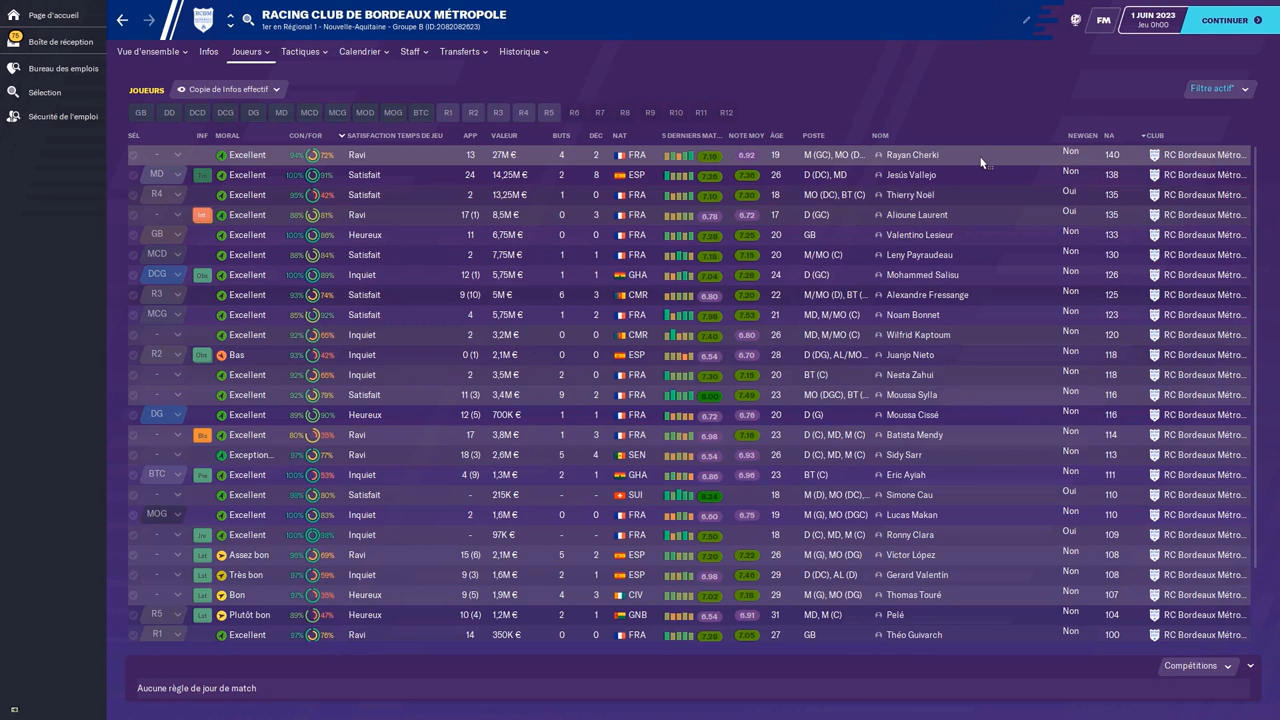 Page d'accueil
75
Boîte de réception
Bureau des emplois
Sélection
Sécurité de l'emploi
RACING CLUB DE BORDEAUX MÉTROPOLE
1er en Régional 1 - Nouvelle-Aquitaine - Groupe B (ID:2082082623)
FM
1 JUIN 2023
Jeu 0h00
CONTINUER
Vue d'ensemble Infos Joueurs Tactiques Calendrier Staff Transferts Historique
JOUEURS Copie de Infos effectif Filtre actif*
GB DD DCD DCG DG MD MCD MCG MOD MOG BTC R1 R2 R3 R4 R5 R6 R7 R8 R9 R10 R11 R12
SÉL INF MORAL CON/FOR SATISFACTION TEMPS DE JEU APP VALEUR BUTS DÉC NAT 5 DERNIERS MAT... NOTE MOY ÂGE POSTE NOM NEWGEN NA CLUB
- Excellent 94% 72% Ravi 13 27M € 4 2 FRA 7.16 6.92 19 M (GC), MO (D... Rayan Cherki Non 140 RC Bordeaux Métro...
MD Trn Excellent 100% 91% Satisfait 24 14,25M € 2 8 ESP 7.26 7.36 26 D (DC), MD Jesús Vallejo Non 138 RC Bordeaux Métro...
R4 Excellent 95% 42% Satisfait 2 13,25M € 1 1 FRA 7.10 7.30 18 MO (DC), BT (C) Thierry Noël Non 135 RC Bordeaux Métro...
- Int Excellent 88% 81% Ravi 17 (1) 8,5M € 0 3 FRA 6.78 6.72 17 D (GC) Alioune Laurent Oui 135 RC Bordeaux Métro...
GB Excellent 100% 86% Heureux 11 6,75M € 0 0 FRA 7.28 7.25 20 GB Valentino Lesieur Oui 133 RC Bordeaux Métro...
MCD Excellent 88% 84% Satisfait 2 7,75M € 1 1 FRA 7.18 7.15 20 M/MO (C) Leny Payraudeau Non 130 RC Bordeaux Métro...
DCG Obs Excellent 100% 89% Inquiet 12 (1) 5,75M € 1 1 GHA 7.04 7.26 24 D (GC) Mohammed Salisu Non 126 RC Bordeaux Métro...
R3 Excellent 93% 74% Satisfait 9 (10) 5M € 6 3 CMR 6.80 7.20 22 M/MO (D), BT (... Alexandre Fressange Non 125 RC Bordeaux Métro...
MCG Excellent 85% 92% Satisfait 4 5,75M € 1 2 FRA 7.98 7.53 21 MD, M/MO (C) Noam Bonnet Non 123 RC Bordeaux Métro...
- Excellent 92% 66% Inquiet 2 3,2M € 0 0 CMR 7.40 6.80 26 MD, M/MO (C) Wilfrid Kaptoum Non 120 RC Bordeaux Métro...
R2 Obs Bas 93% 42% Inquiet 0 (1) 2,1M € 0 0 ESP 6.54 6.70 28 D (DG), AL/MO... Juanjo Nieto Non 118 RC Bordeaux Métro...
- Excellent 92% 65% Inquiet 2 3,5M € 0 0 FRA 7.30 7.15 20 BT (C) Nesta Zahui Non 118 RC Bordeaux Métro...
- Excellent 92% 79% Satisfait 11 (3) 3,4M € 9 2 FRA 8.00 7.49 23 MO (DGC), BT (C) Moussa Sylla Non 116 RC Bordeaux Métro...
DG Excellent 89% 90% Heureux 12 (5) 700K € 1 1 FRA 6.72 6.76 20 D (G) Moussa Cissé Non 116 RC Bordeaux Métro...
- Bls Excellent 80% 35% Ravi 17 3,8M € 1 3 FRA 6.98 7.16 23 D (C), MD, M (C) Batista Mendy Non 114 RC Bordeaux Métro...
- Exception... 97% 77% Ravi 18 (3) 2,6M € 5 4 SEN 6.54 6.93 26 D (C), MD, M (C) Sidy Sarr Non 113 RC Bordeaux Métro...
BTC Pre Excellent 100% 53% Inquiet 4 (9) 1,3M € 2 1 GHA 6.86 6.96 23 BT (C) Eric Ayiah Non 111 RC Bordeaux Métro...
- Excellent 98% 80% Satisfait - 215K € - - SUI 8.24 18 M (D), MO (DC),... Simone Cau Non 110 RC Bordeaux Métro...
MOG Excellent 100% 83% Inquiet 2 1,6M € 0 0 FRA 6.60 6.75 19 M (G), MO (DGC) Lucas Makan Oui 110 RC Bordeaux Métro...
- Irv Excellent 100% 98% Inquiet - 97K € - - FRA 7.50 18 D (C), MD, M (C) Ronny Clara Oui 109 RC Bordeaux Métro...
- Lst Assez bon 96% 69% Ravi 15 (6) 2,1M € 5 2 ESP 7.20 7.22 26 M (G), MO (DG) Víctor López Non 108 RC Bordeaux Métro...
- Lst Très bon 97% 59% Inquiet 9 (3) 1,6M € 2 1 ESP 6.98 7.46 29 D (DC), AL (D) Gerard Valentín Non 108 RC Bordeaux Métro...
- Lst Bon 97% 35% Heureux 9 (5) 1,9M € 4 3 CIV 7.02 7.18 29 M (G), MO (DG) Thomas Touré Non 107 RC Bordeaux Métro...
R5 Lst Plutôt bon 89% 47% Heureux 10 (4) 1,2M € 2 1 GNB 6.54 6.91 31 MD, M (C) Pelé Non 104 RC Bordeaux Métro...
R1 Excellent 97% 76% Ravi 14 350K € 0 0 FRA 7.28 7.05 27 GB Théo Guivarch Non 100 RC Bordeaux Métro...
Compétitions
Aucune règle de jour de match